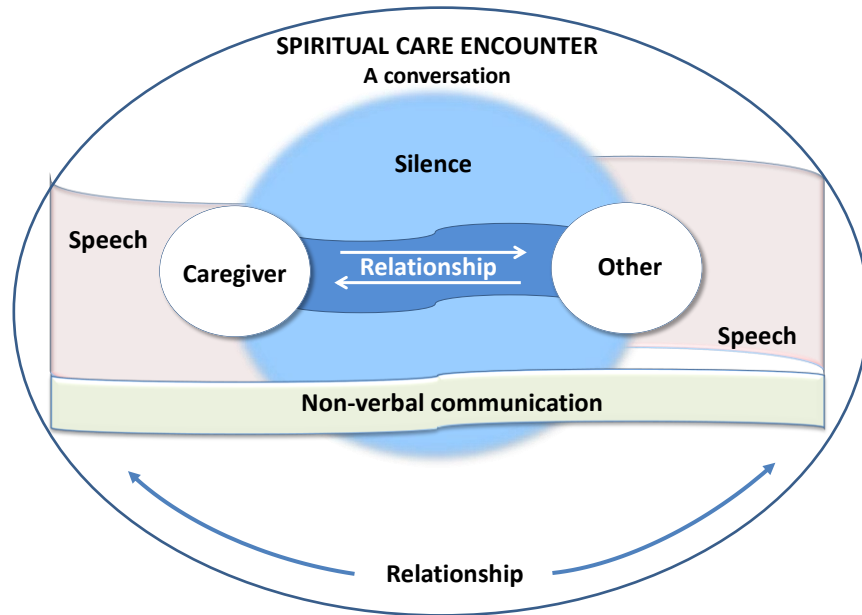 SPIRITUAL CARE ENCOUNTER
A conversation
Silence
Speech
Caregiver
Relationship
Other
Speech
Non-verbal communication
Relationship